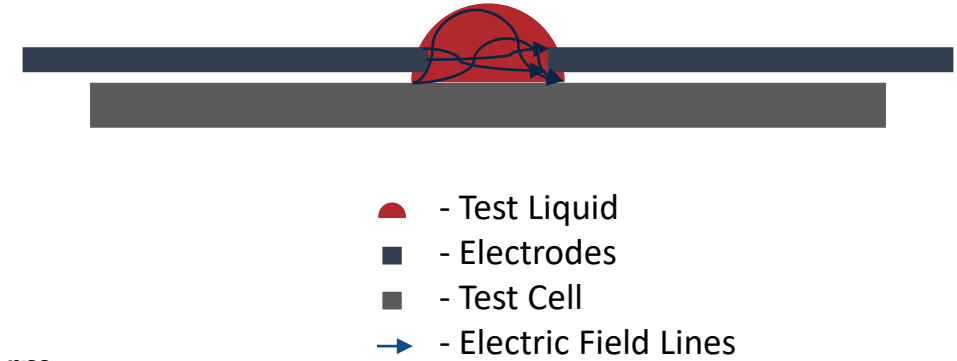 - Test Liquid
- Electrodes
- Test Cell
- Electric Field Lines